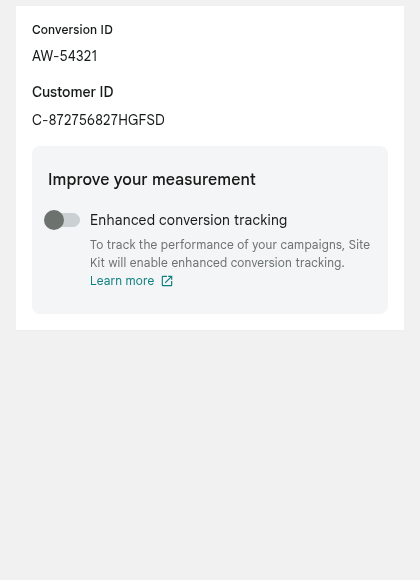 Conversion ID
AW-54321
Customer ID
C-872756827HGFSD
Improve your measurement
Enhanced conversion tracking
To track the performance of your campaigns, Site
Kit will enable enhanced conversion tracking.
Learn more